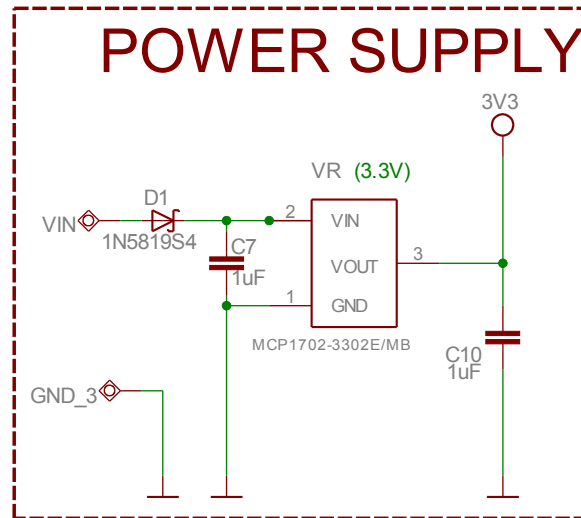 POWER SUPPLY
3V3
VR (3.3V)
D1
VIN
1N5819S4
2
VIN
C7
1uF
VOUT
3
1
GND
MCP1702-3302E/MB
C10
1uF
GND_3